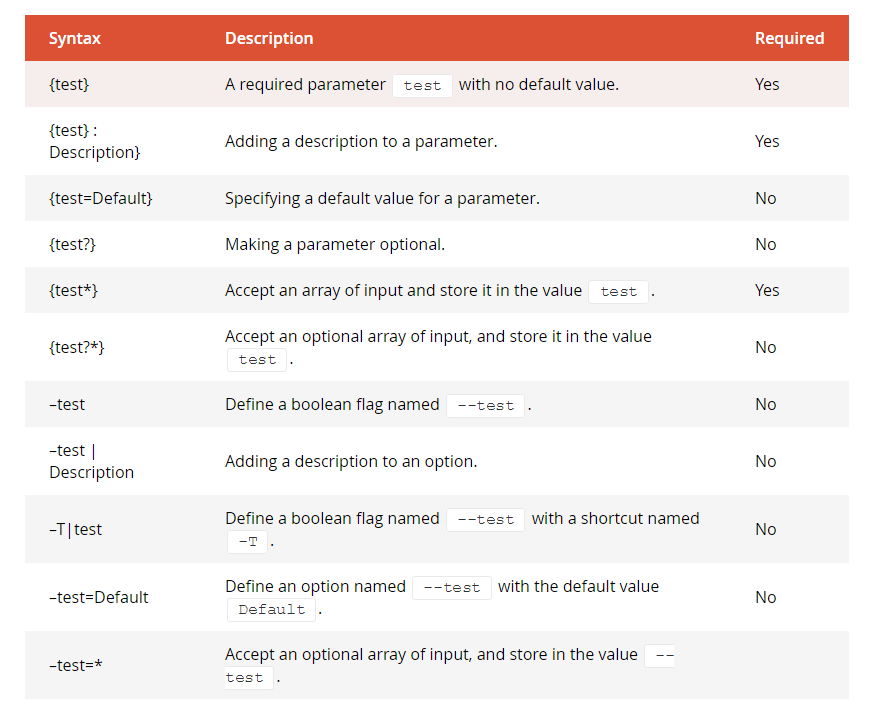 Syntax Description Required
{test} A required parameter test with no default value. Yes
{test} :
Description} Adding a description to a parameter. Yes
{test=Default} Specifying a default value for a parameter. No
{test?} Making a parameter optional. No
{test*} Accept an array of input and store it in the value test . Yes
{test?*} Accept an optional array of input, and store it in the value
test . No
–test Define a boolean flag named --test . No
–test |
Description Adding a description to an option. No
–T|test Define a boolean flag named --test with a shortcut named
-T . No
–test=Default Define an option named --test with the default value
Default . No
–test=* Accept an optional array of input, and store in the value --
test .